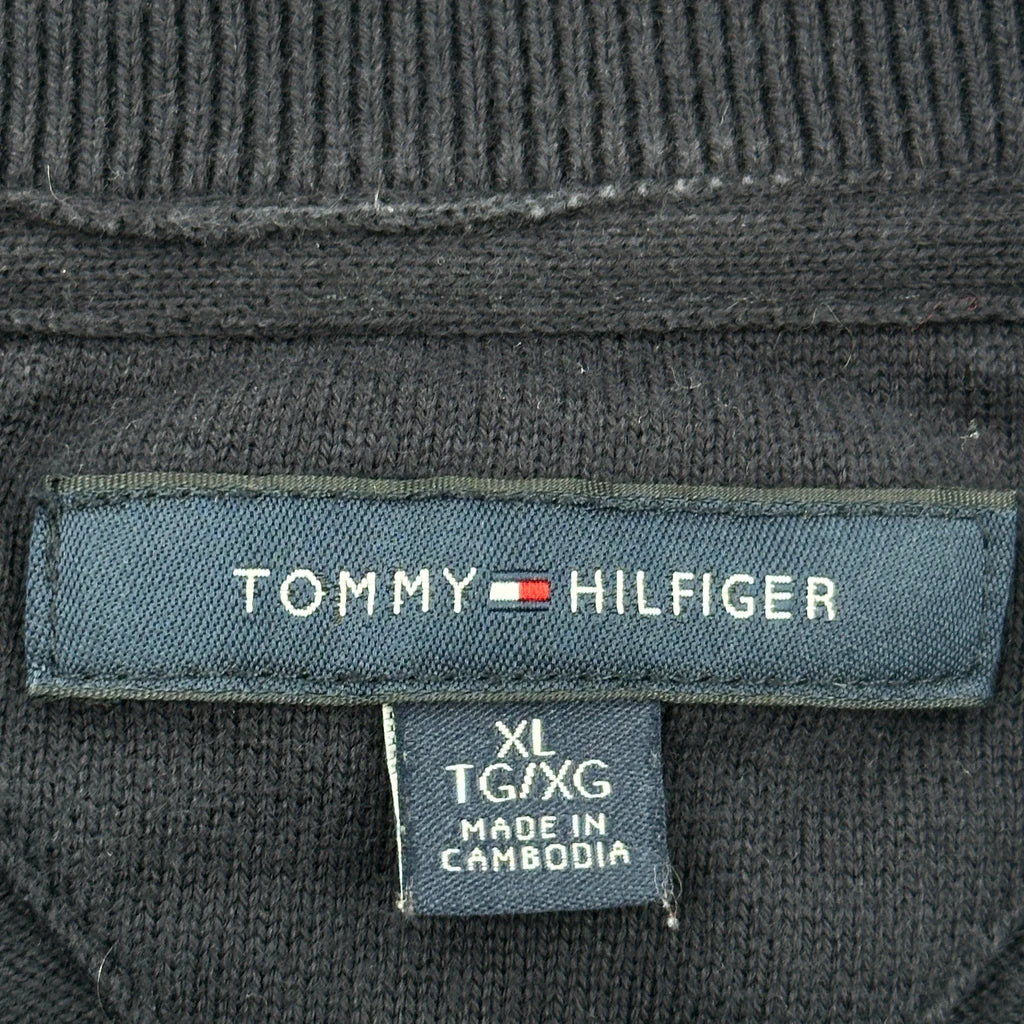 TOMMY HILFIGER
XL
TG/XG
MADE IN
CAMBODIA